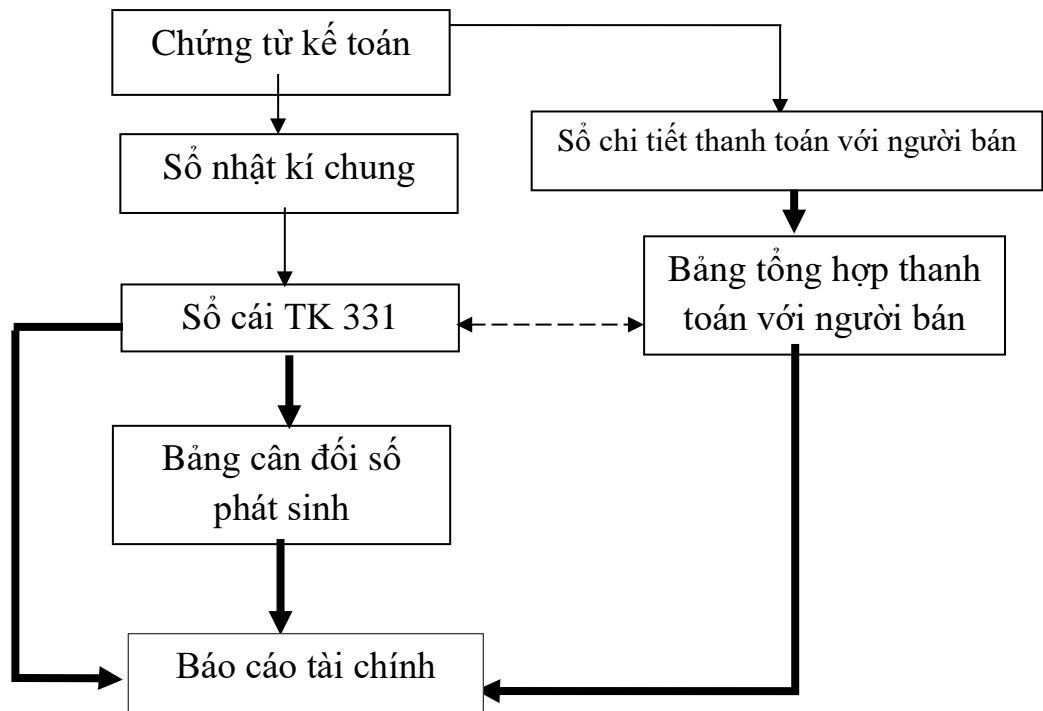 Chứng từ kế toán
Sổ nhật kí chung
Sổ chi tiết thanh toán với người bán
Sổ cái TK 331
Bảng tổng hợp thanh
toán với người bán
Bảng cân đối số
phát sinh
Báo cáo tài chính